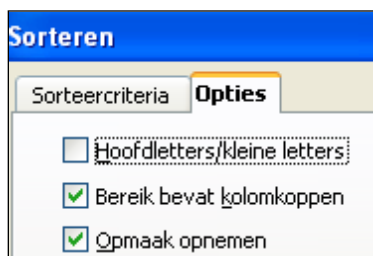 Sorteren
Sorteercriteria Opties
Hoofdletters/kleine letters
Bereik bevat kolomkoppen
Opmaak opnemen